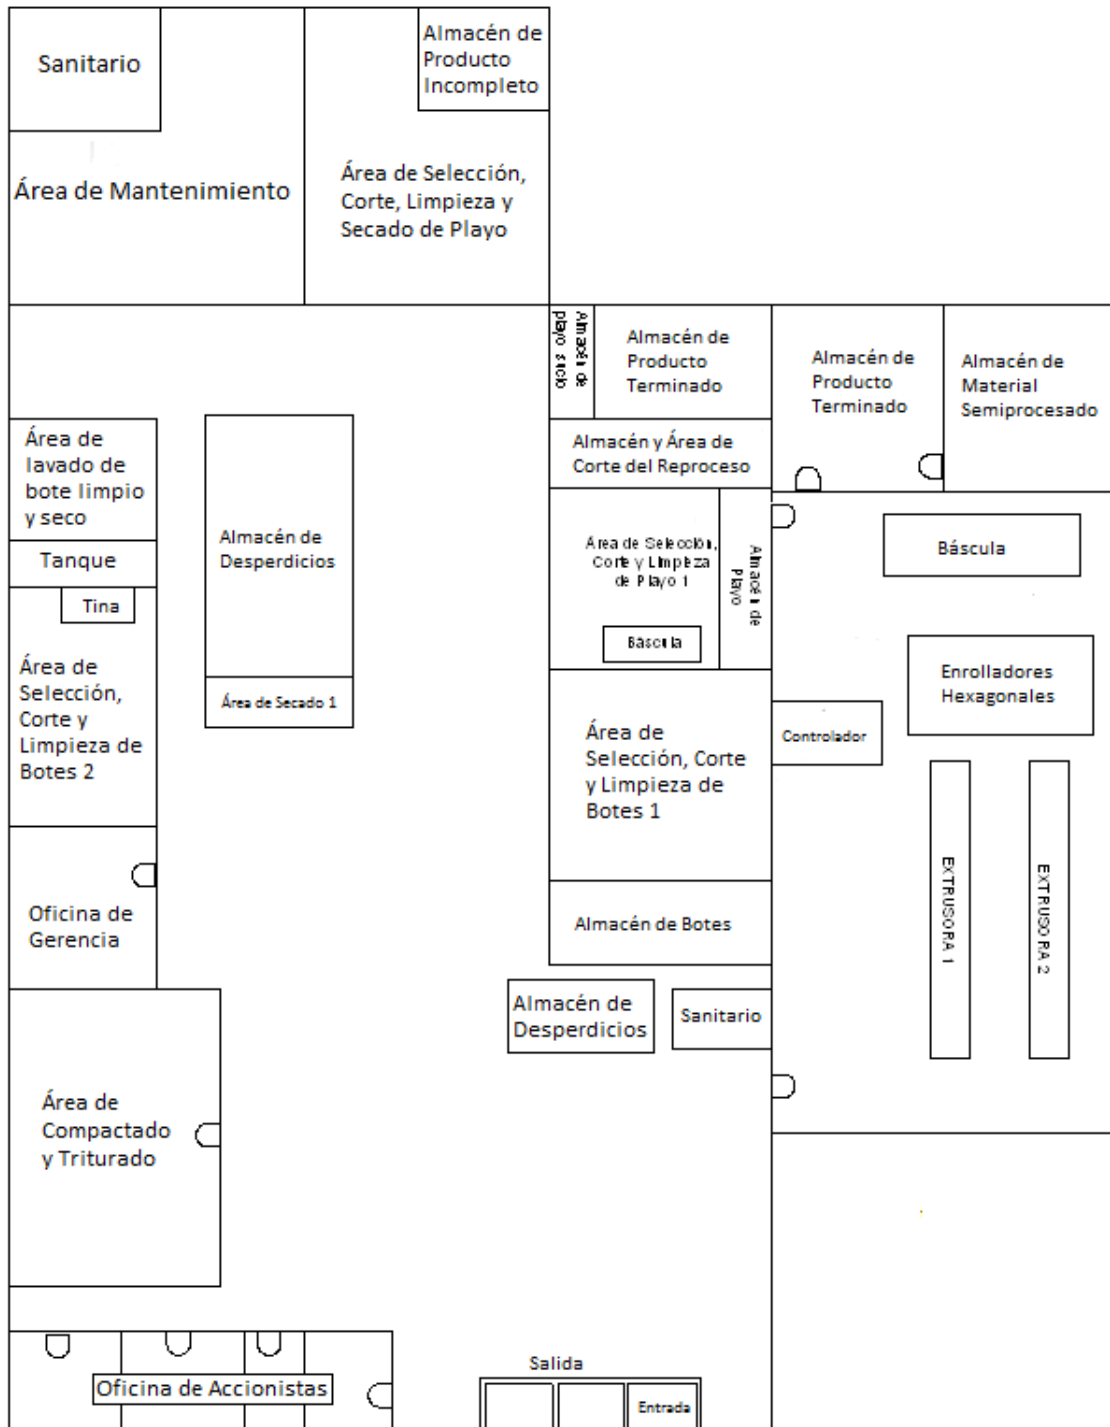 Sanitario
Almacén de
Producto
Incompleto
Área de Mantenimiento
Área de Selección,
Corte, Limpieza y
Secado de Playo
Almacén de
playo sucio
Almacén de
Producto
Terminado
Almacén de
Producto
Terminado
Almacén de
Material
Semiprocesado
Área de
lavado de
bote limpio
y seco
Almacén y Área de
Corte del Reproceso
Almacén de
Desperdicios
Área de Selección,
Corte y Limpieza
de Playo 1
Almacén de
Playo
Báscula
Tanque
Tina
Báscula
Área de
Selección,
Corte y
Limpieza de
Botes 2
Área de Secado 1
Enrolladores
Hexagonales
Controlador
Área de
Selección, Corte
y Limpieza de
Botes 1
EXTRUSORA 1
EXTRUSORA 2
Oficina de
Gerencia
Almacén de Botes
Almacén de
Desperdicios
Sanitario
Área de
Compactado
y Triturado
Oficina de Accionistas
Salida
Entrada